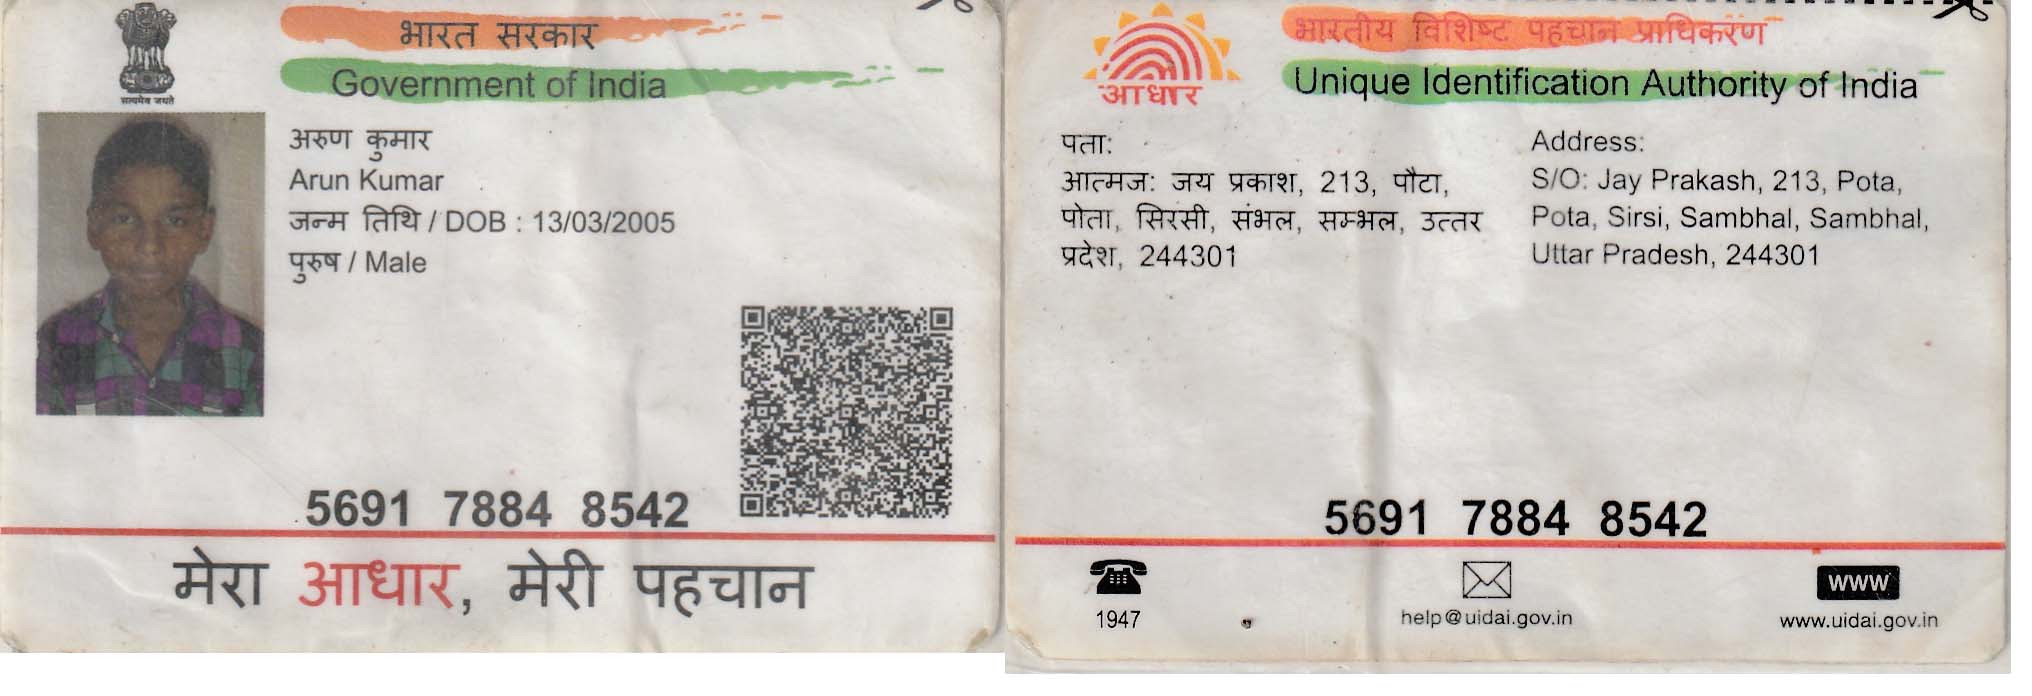 भारत सरकार
Government of India
सत्यमेव जयते
अरुण कुमार
Arun Kumar
जन्म तिथि / DOB : 13/03/2005
पुरुष / Male
5691 7884 8542
मेरा आधार, मेरी पहचान
भारतीय विशिष्ट पहचान प्राधिकरण
Unique Identification Authority of India
आधार
पता:
आत्मज: जय प्रकाश, 213, पौटा,
पोता, सिरसी, संभल, सम्भल, उत्तर
प्रदेश, 244301
Address:
S/O: Jay Prakash, 213, Pota,
Pota, Sirsi, Sambhal, Sambhal,
Uttar Pradesh, 244301
5691 7884 8542
1947
help@uidai.gov.in
www
www.uidai.gov.in